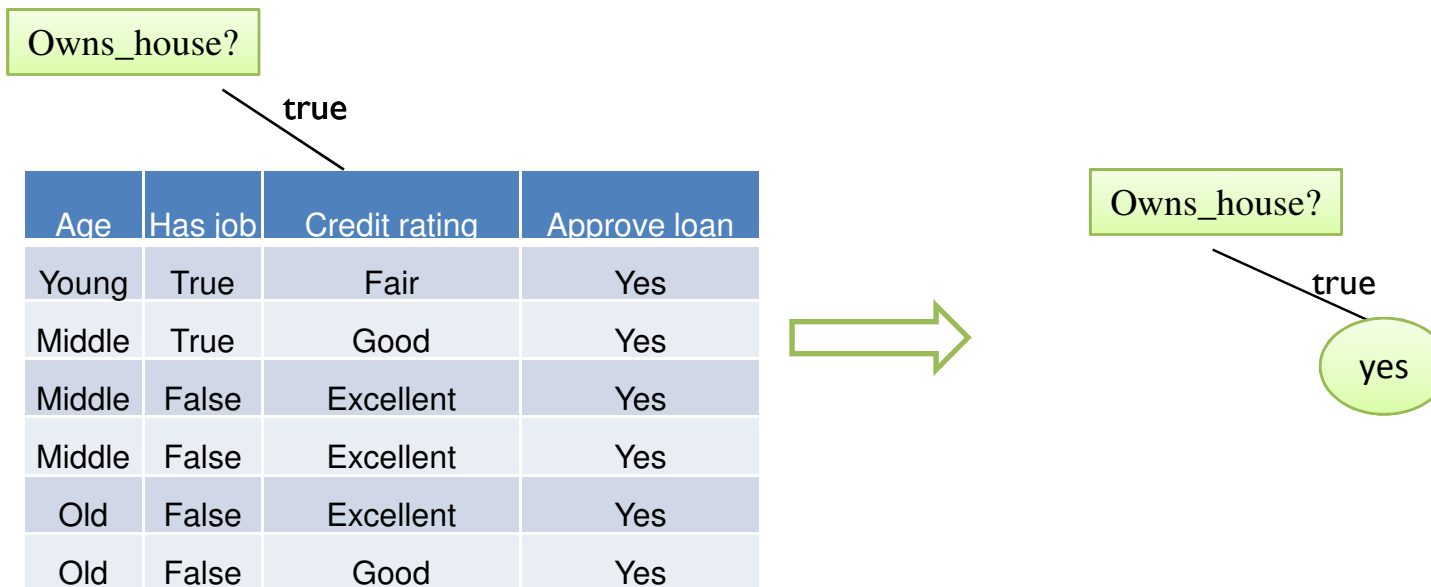 Owns_house?
true
Age Has job Credit rating Approve loan
Young True Fair Yes
Middle True Good Yes
Middle False Excellent Yes
Middle False Excellent Yes
Old False Excellent Yes
Old False Good Yes
Owns_house?
true
yes